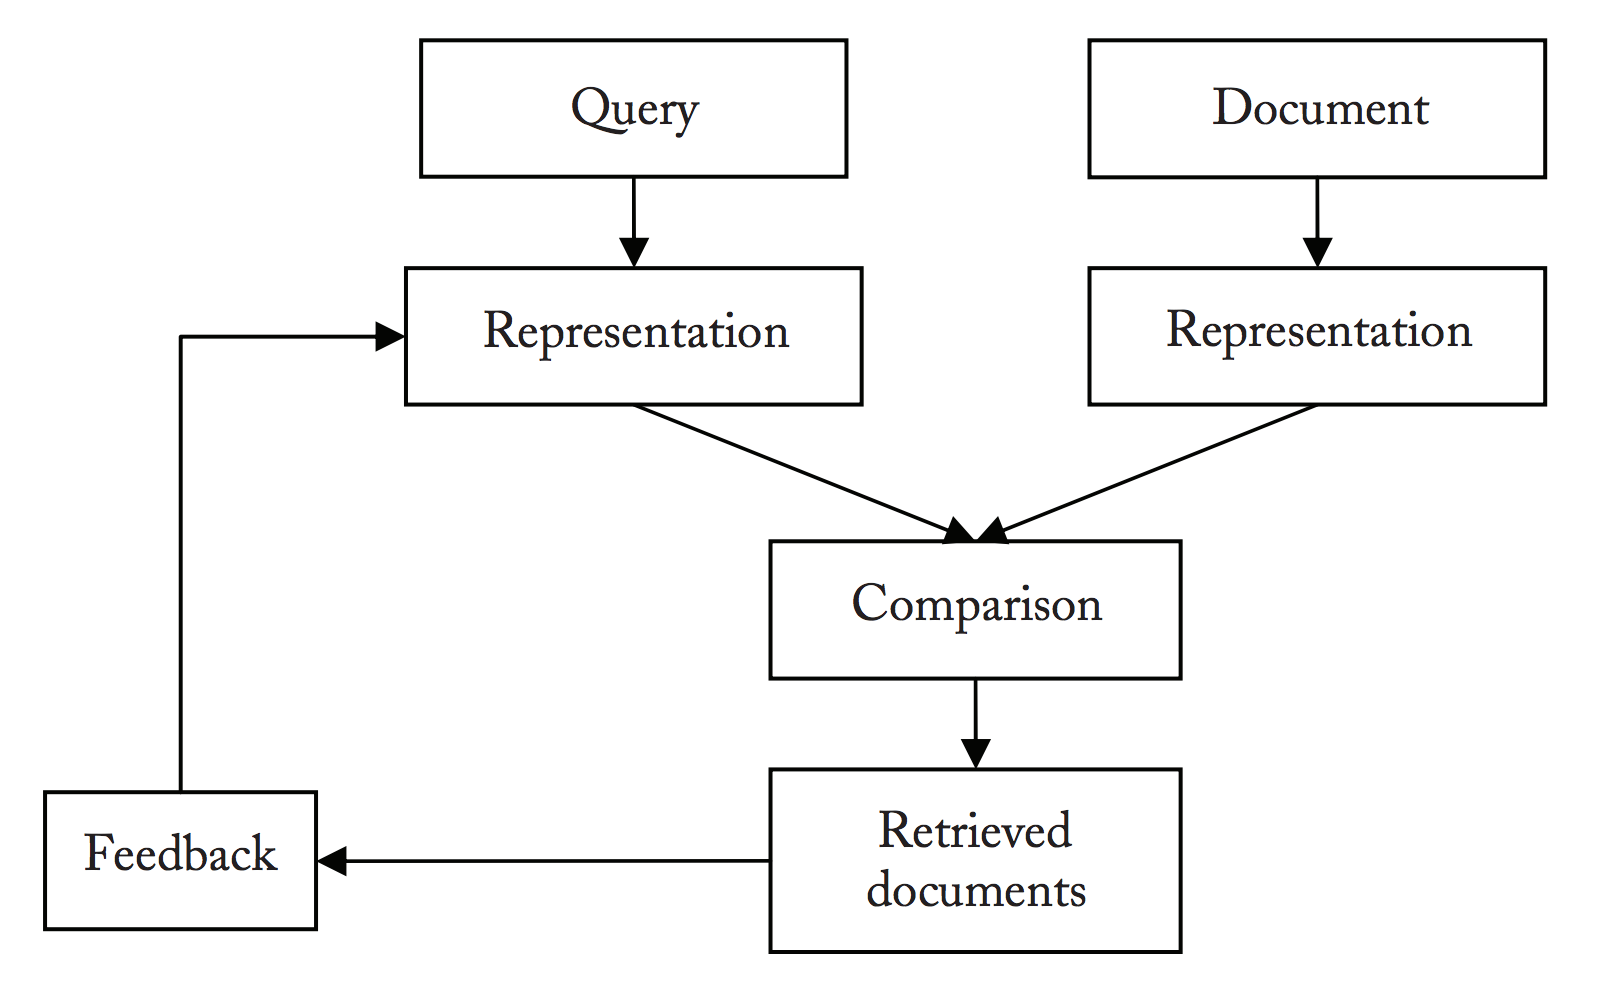 Query
Document
Representation
Representation
Comparison
Retrieved
documents
Feedback